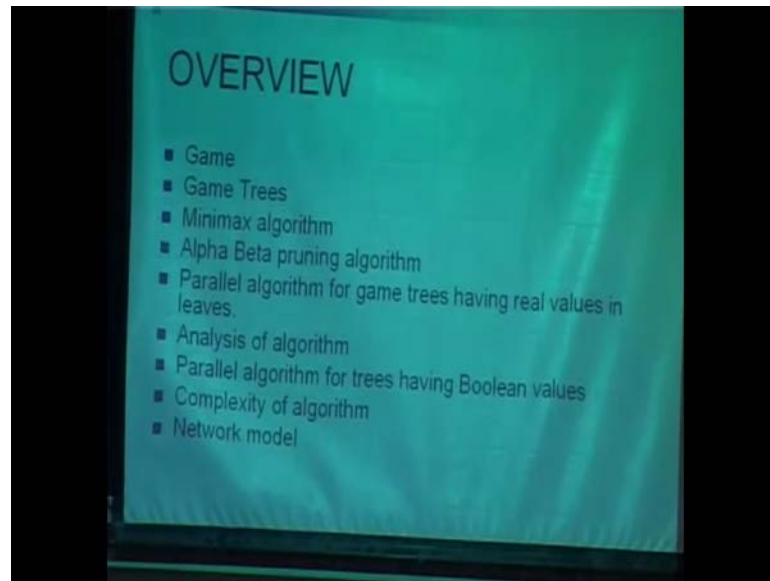 OVERVIEW
Game
Game Trees
Minimax algorithm
Alpha Beta pruning algorithm
Parallel algorithm for game trees having real values in
leaves.
Analysis of algorithm
Parallel algorithm for trees having Boolean values
Complexity of algorithm
Network model